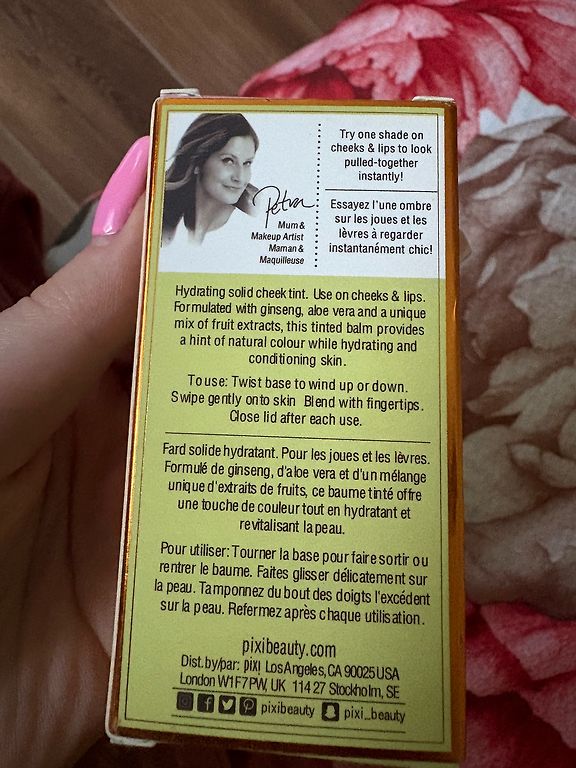 Petra
Mum &
Makeup Artist
Maman &
Maquilleuse
Try one shade on
cheeks & lips to look
pulled-together
instantly!
Essayez l'une ombre
sur les joues et les
lèvres à regarder
instantanément chic!
Hydrating solid cheek tint. Use on cheeks & lips.
Formulated with ginseng, aloe vera and a unique
mix of fruit extracts, this tinted balm provides
a hint of natural colour while hydrating and
conditioning skin.
To use: Twist base to wind up or down.
Swipe gently onto skin Blend with fingertips.
Close lid after each use.
Fard solide hydratant. Pour les joues et les lèvres.
Formulé de ginseng, d'aloe vera et d'un mélange
unique d'extraits de fruits, ce baume tinté offre
une touche de couleur tout en hydratant et
revitalisant la peau.
Pour utiliser: Tourner la base pour faire sortir ou
rentrer le baume. Faites glisser délicatement sur
la peau. Tamponnez du bout des doigts l'excédent
sur la peau. Refermez après chaque utilisation.
pixibeauty.com
Dist. by/par: pixi Los Angeles, CA 90025 USA
London W1F 7PW, UK 114 27 Stockholm, SE
pixibeauty pixi_beauty